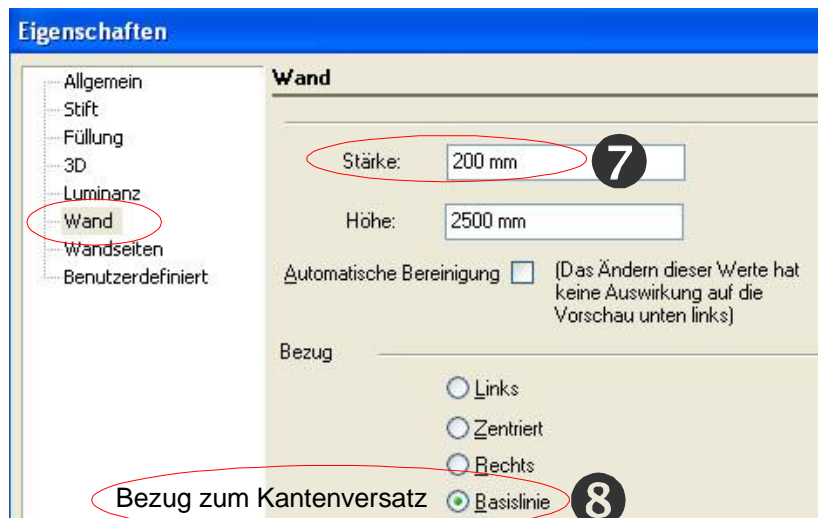 Eigenschaften
Allgemein
Stift
Füllung
3D
Luminanz
Wand
Wandseiten
Benutzerdefiniert
Wand
Stärke: 200 mm 7
Höhe: 2500 mm
Automatische Bereinigung (Das Ändern dieser Werte hat
keine Auswirkung auf die
Vorschau unten links)
Bezug
Links
Zentriert
Rechts
Bezug zum Kantenversatz Basislinie 8